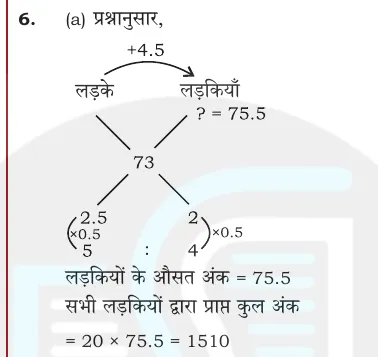 6. (a) प्रश्नानुसार,
+4.5
लड़के लड़कियाँ
? = 75.5
73
2.5 2
×0.5 ×0.5
5 : 4
लड़कियों के औसत अंक = 75.5
सभी लड़कियों द्वारा प्राप्त कुल अंक
= 20 × 75.5 = 1510